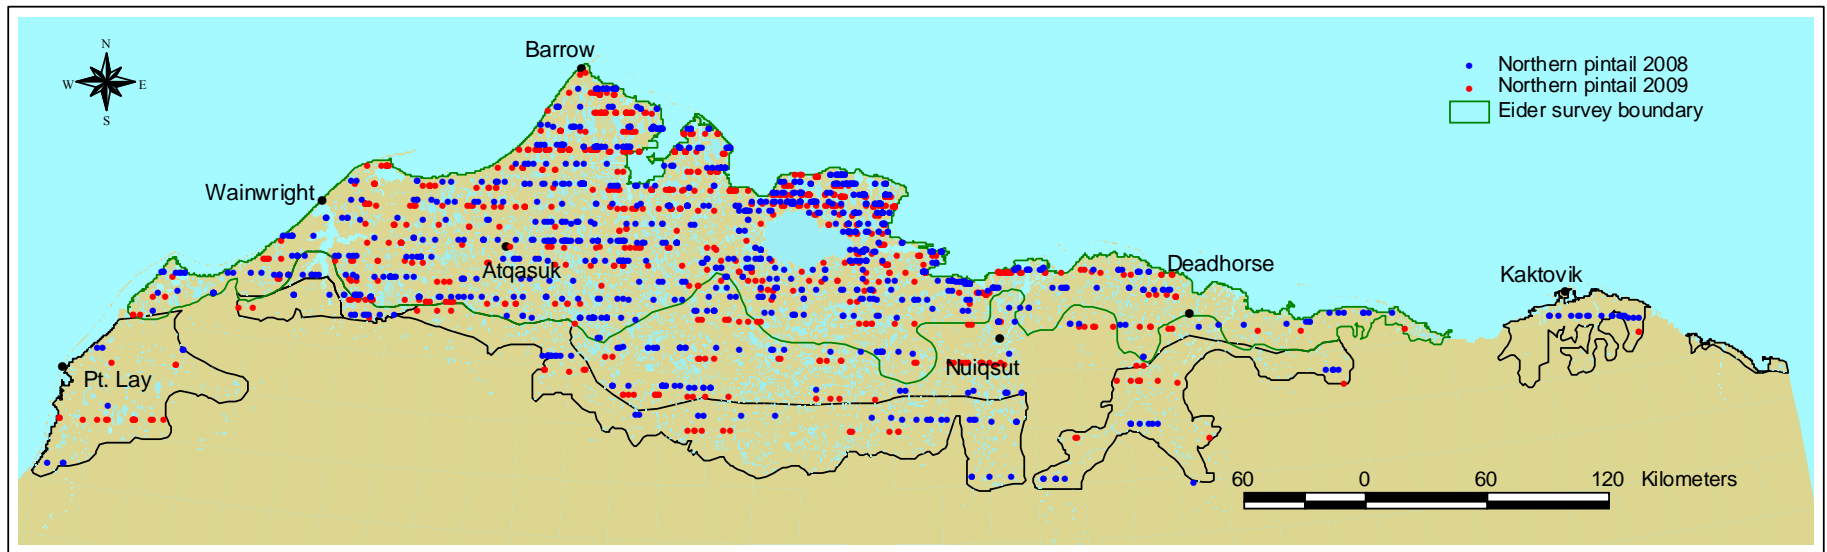 N
W E
S
Barrow
Northern pintail 2008
Northern pintail 2009
Eider survey boundary
Wainwright
Atqasuk
Deadhorse
Kaktovik
Pt. Lay
Nuiqsut
60 0 60 120 Kilometers